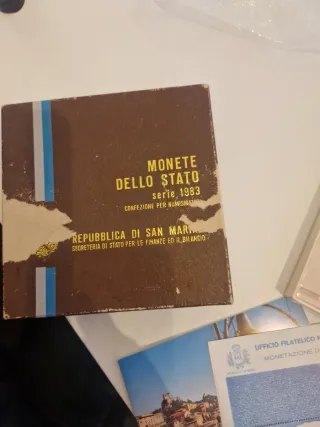 MONETE
DELLO STATO
serie 1983
CONFEZIONE PER NUMISMATICI
REPUBBLICA DI SAN MARI
SEGRETERIA DI STATO PER LE FINANZE ED IL BILANCIO
UFFICIO FILATELICO
MONETAZIONE